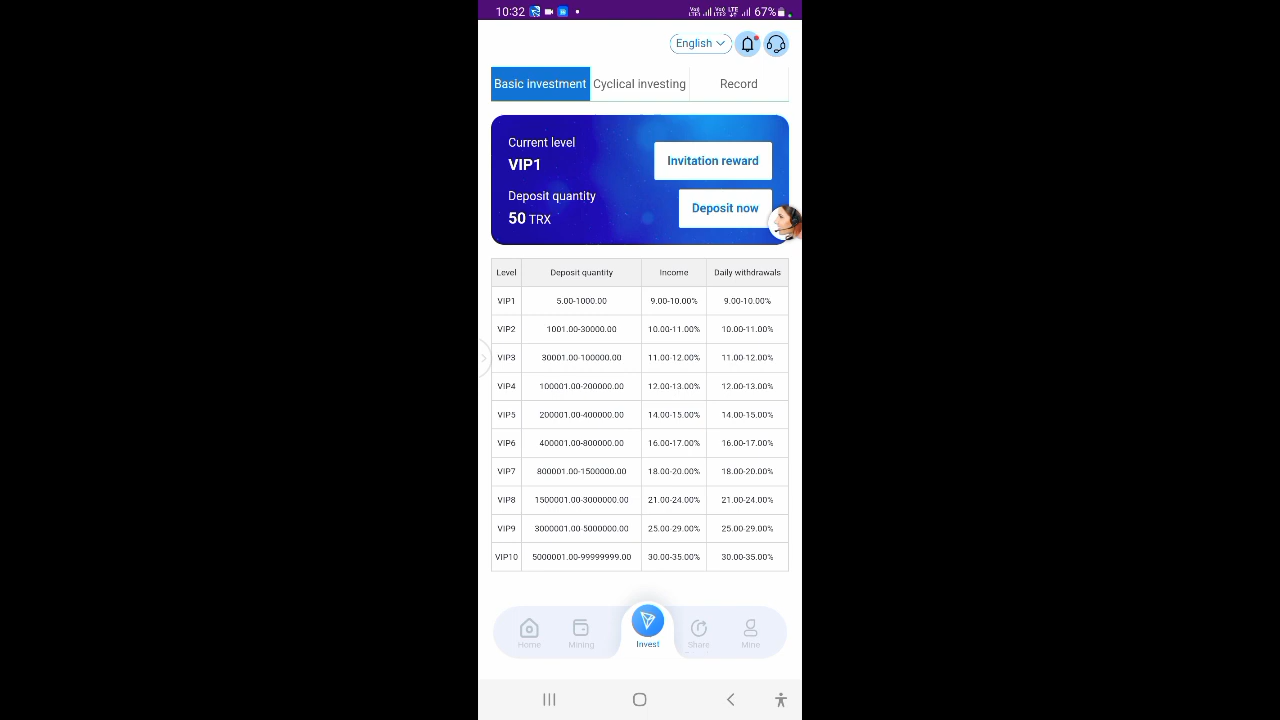 10:32
67%
English
Basic investment Cyclical investing Record
Current level
VIP1
Invitation reward
Deposit quantity
50 TRX
Deposit now
Level Deposit quantity Income Daily withdrawals
VIP1 5.00-1000.00 9.00-10.00% 9.00-10.00%
VIP2 1001.00-30000.00 10.00-11.00% 10.00-11.00%
VIP3 30001.00-100000.00 11.00-12.00% 11.00-12.00%
VIP4 100001.00-200000.00 12.00-13.00% 12.00-13.00%
VIP5 200001.00-400000.00 14.00-15.00% 14.00-15.00%
VIP6 400001.00-800000.00 16.00-17.00% 16.00-17.00%
VIP7 800001.00-1500000.00 18.00-20.00% 18.00-20.00%
VIP8 1500001.00-3000000.00 21.00-24.00% 21.00-24.00%
VIP9 3000001.00-5000000.00 25.00-29.00% 25.00-29.00%
VIP10 5000001.00-99999999.00 30.00-35.00% 30.00-35.00%
Home Mining Invest Share Mine